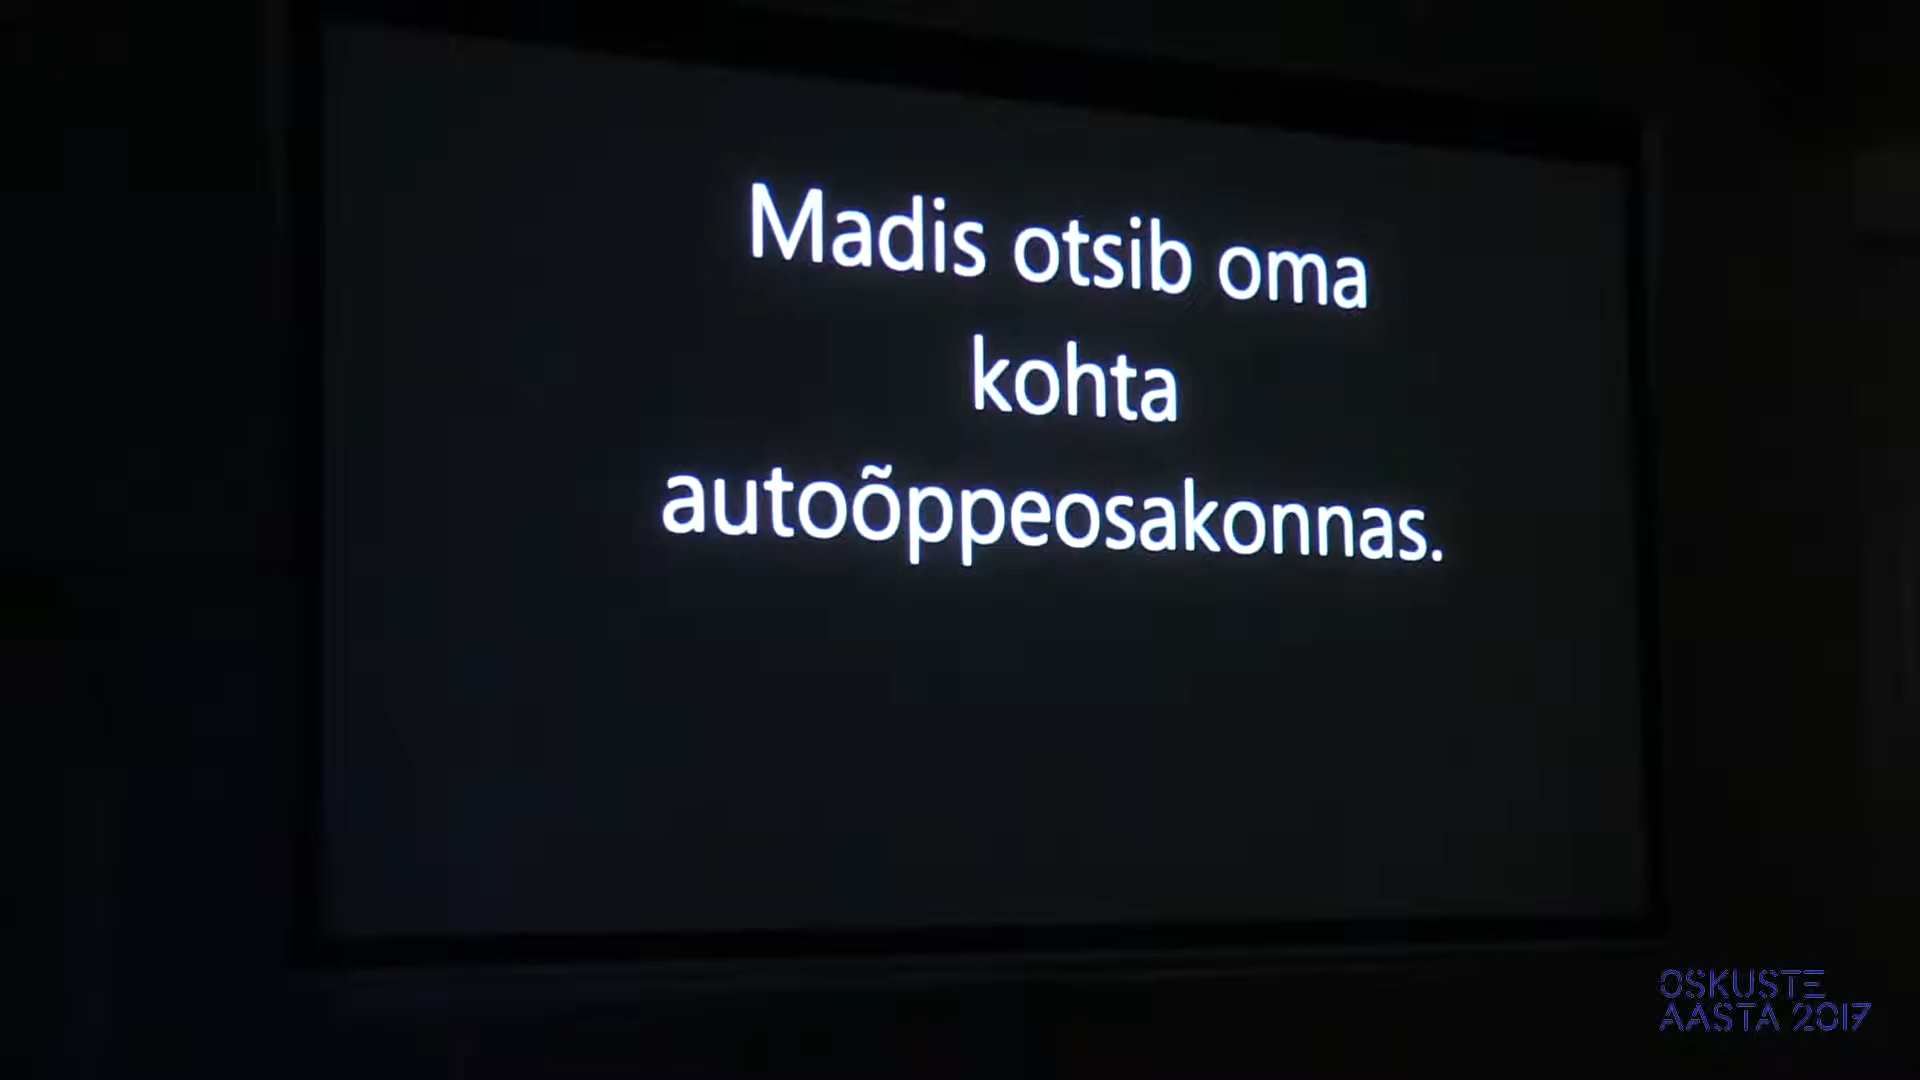 Madis otsib oma
kohta
autoõppeosakonnas.
OSKUSTE
AASTA 2017